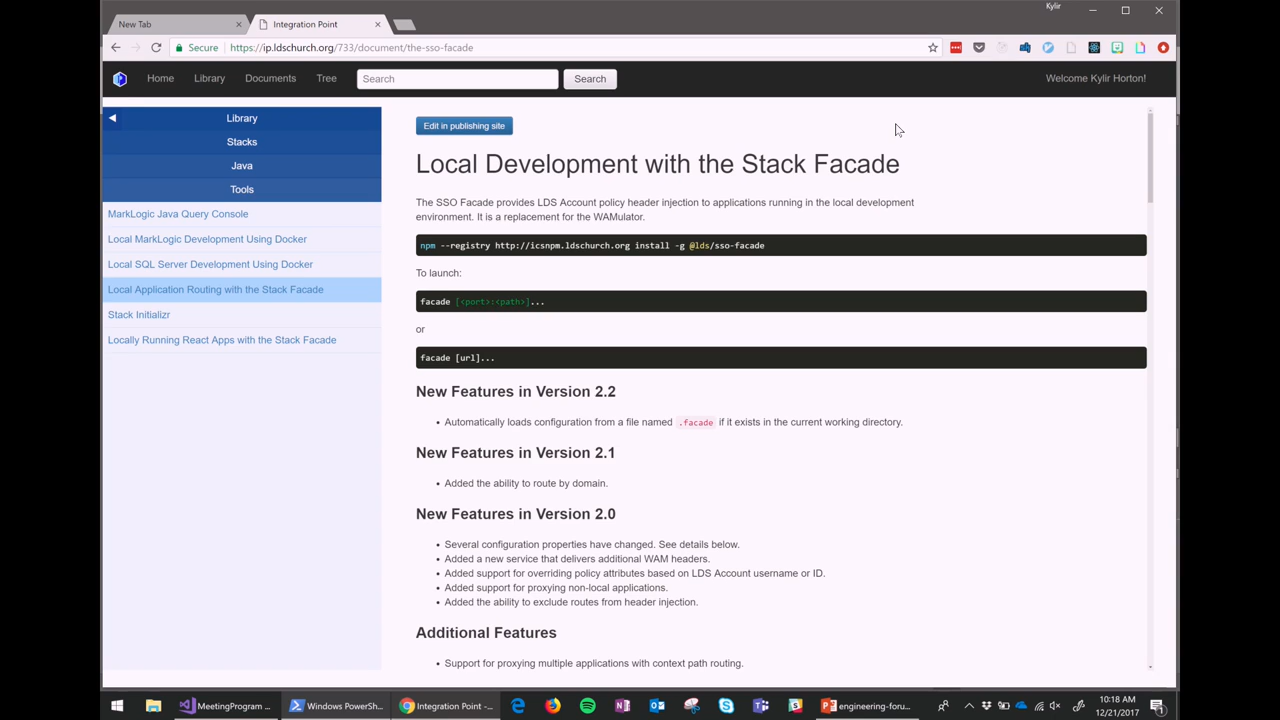 Kylir
New Tab
Integration Point
Secure
https://ip.ldschurch.org/733/document/the-sso-facade
Home
Library
Documents
Tree
Search
Search
Welcome Kylir Horton!
Library
Stacks
Java
Tools
MarkLogic Java Query Console
Local MarkLogic Development Using Docker
Local SQL Server Development Using Docker
Local Application Routing with the Stack Facade
Stack Initializr
Locally Running React Apps with the Stack Facade
Edit in publishing site
Local Development with the Stack Facade
The SSO Facade provides LDS Account policy header injection to applications running in the local development
environment. It is a replacement for the WAMulator.
npm --registry http://icsnpm.ldschurch.org install -g @lds/sso-facade
To launch:
facade [<port>:<path>]...
or
facade [url]...
New Features in Version 2.2
• Automatically loads configuration from a file named .facade if it exists in the current working directory.
New Features in Version 2.1
• Added the ability to route by domain.
New Features in Version 2.0
• Several configuration properties have changed. See details below.
• Added a new service that delivers additional WAM headers.
• Added support for overriding policy attributes based on LDS Account username or ID.
• Added support for proxying non-local applications.
• Added the ability to exclude routes from header injection.
Additional Features
• Support for proxying multiple applications with context path routing.
MeetingProgram ...
Windows PowerSh...
Integration Point -...
engineering-foru...
10:18 AM
12/21/2017